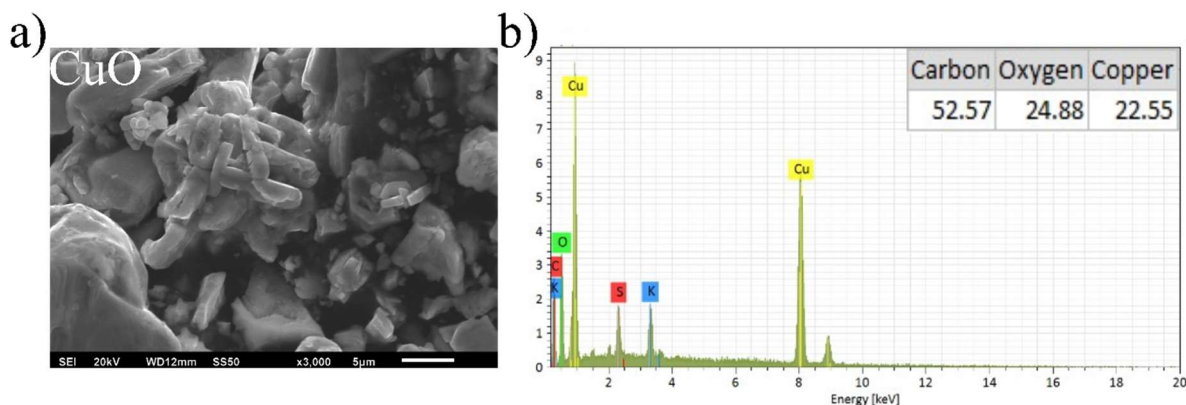 a)
CuO
SEI 20kV WD12mm SS50 x3,000 5µm
b)
9
8
7
6
5
4
3
2
1
0
Cu
O
C
K
S
K
Cu
Carbon Oxygen Copper
52.57 24.88 22.55
2 4 6 8 10 12 14 16 18 20
Energy [keV]